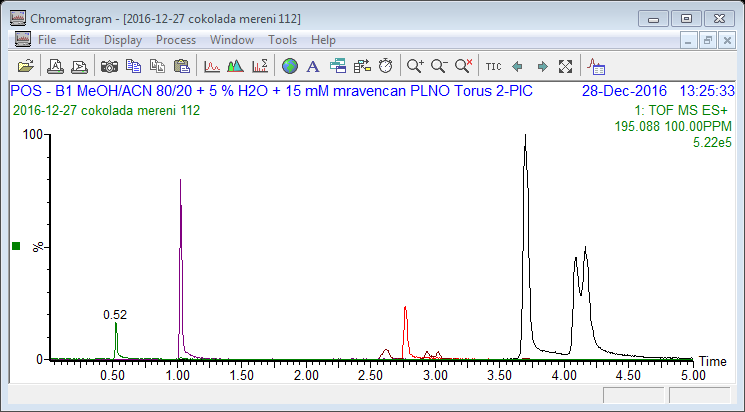 Chromatogram - [2016-12-27 cokolada mereni 112]
File Edit Display Process Window Tools Help
TIC
POS - B1 MeOH/ACN 80/20 + 5 % H2O + 15 mM mravencan PLNO Torus 2-PIC 28-Dec-2016 13:25:33
2016-12-27 cokolada mereni 112 1: TOF MS ES+
195.088 100.00PPM
5.22e5
100
%
0.52
0
Time
0.50 1.00 1.50 2.00 2.50 3.00 3.50 4.00 4.50 5.00